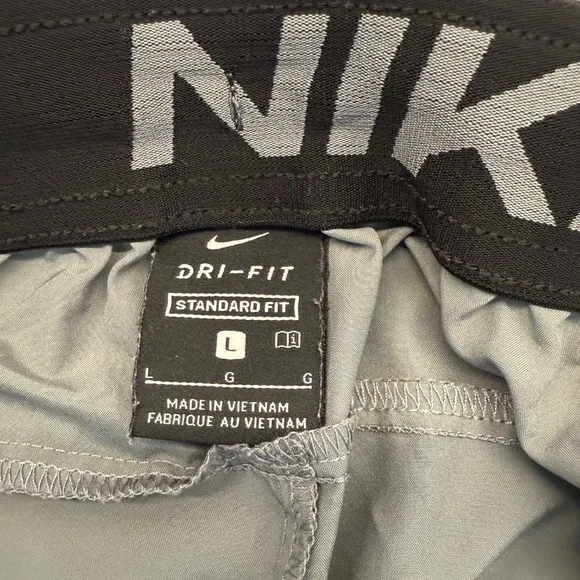 NIK
DRI-FIT
STANDARD FIT
L
L G G
MADE IN VIETNAM
FABRIQUE AU VIETNAM